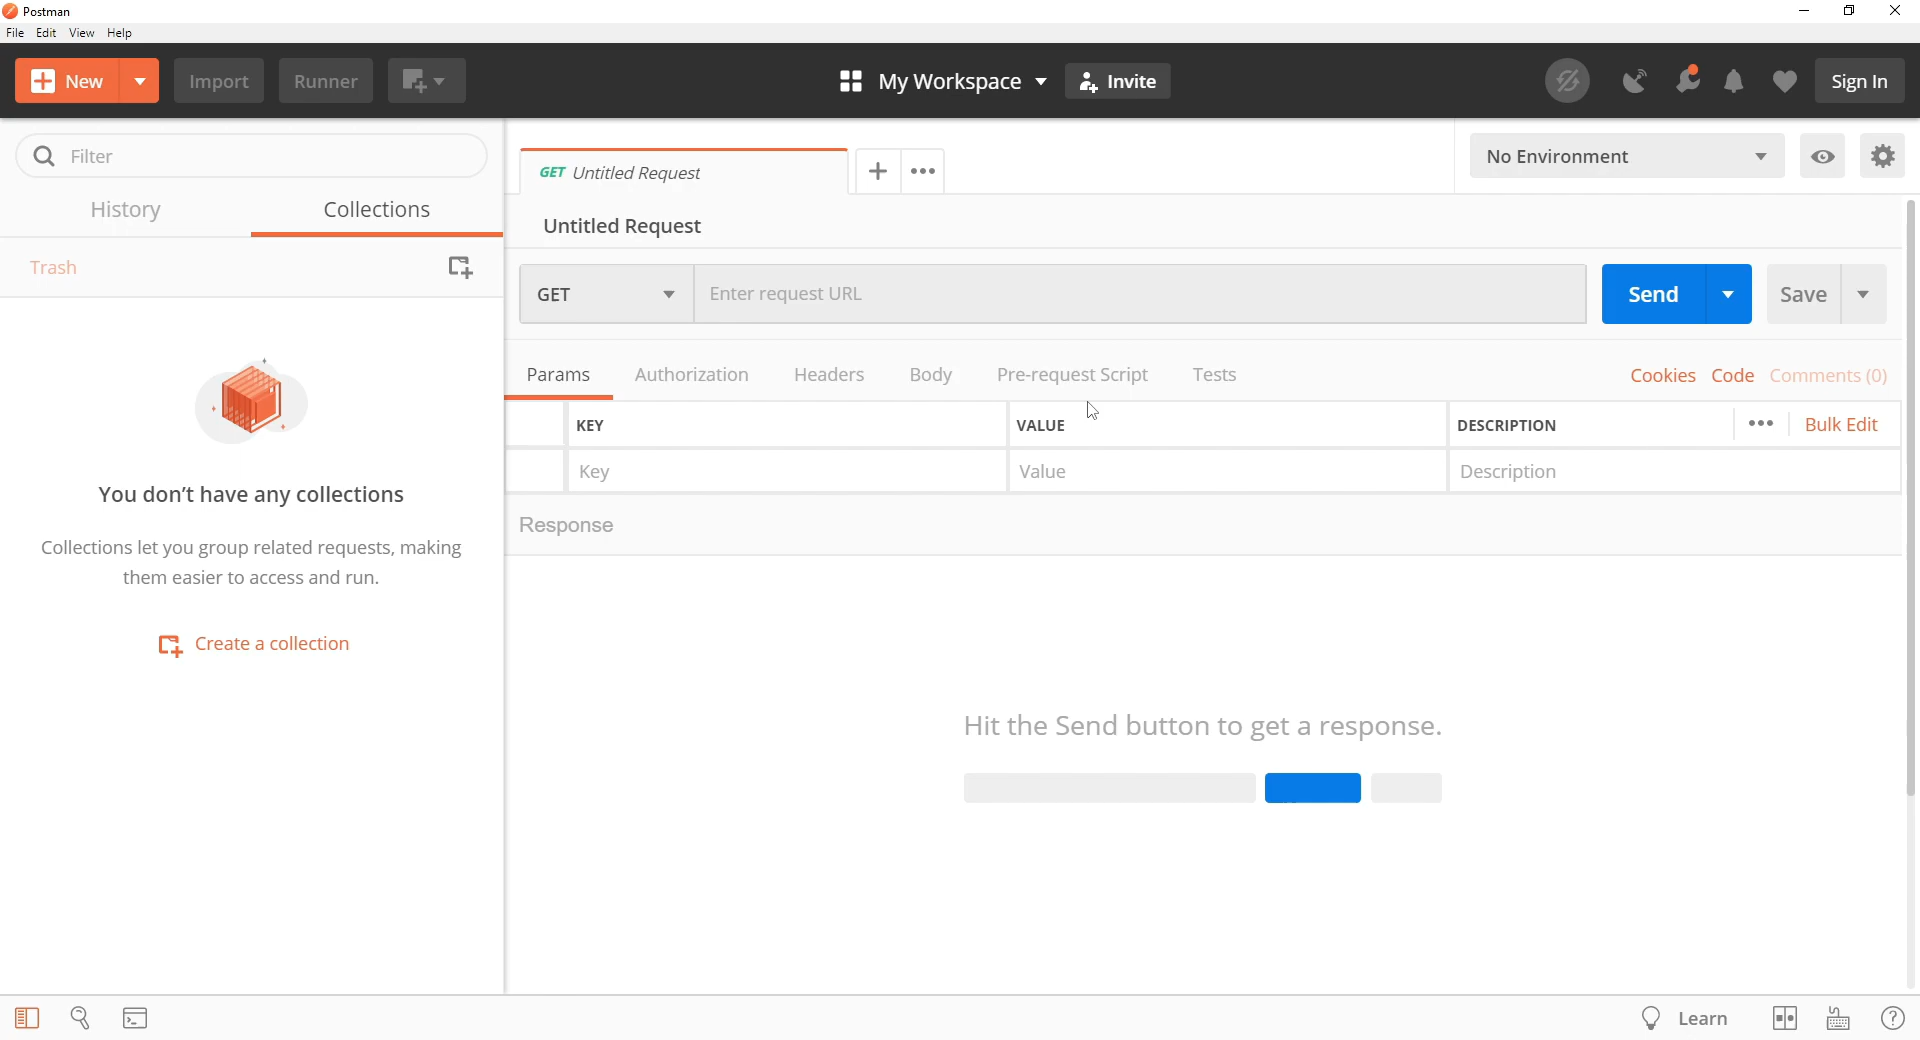 Postman
File Edit View Help
New Import Runner My Workspace Invite Sign In
Filter
History Collections
Trash
You don't have any collections
Collections let you group related requests, making
them easier to access and run.
Create a collection
GET Untitled Request
No Environment
Untitled Request
GET Enter request URL Send Save
Params Authorization Headers Body Pre-request Script Tests Cookies Code Comments (0)
KEY VALUE DESCRIPTION Bulk Edit
Key Value Description
Response
Hit the Send button to get a response.
Learn